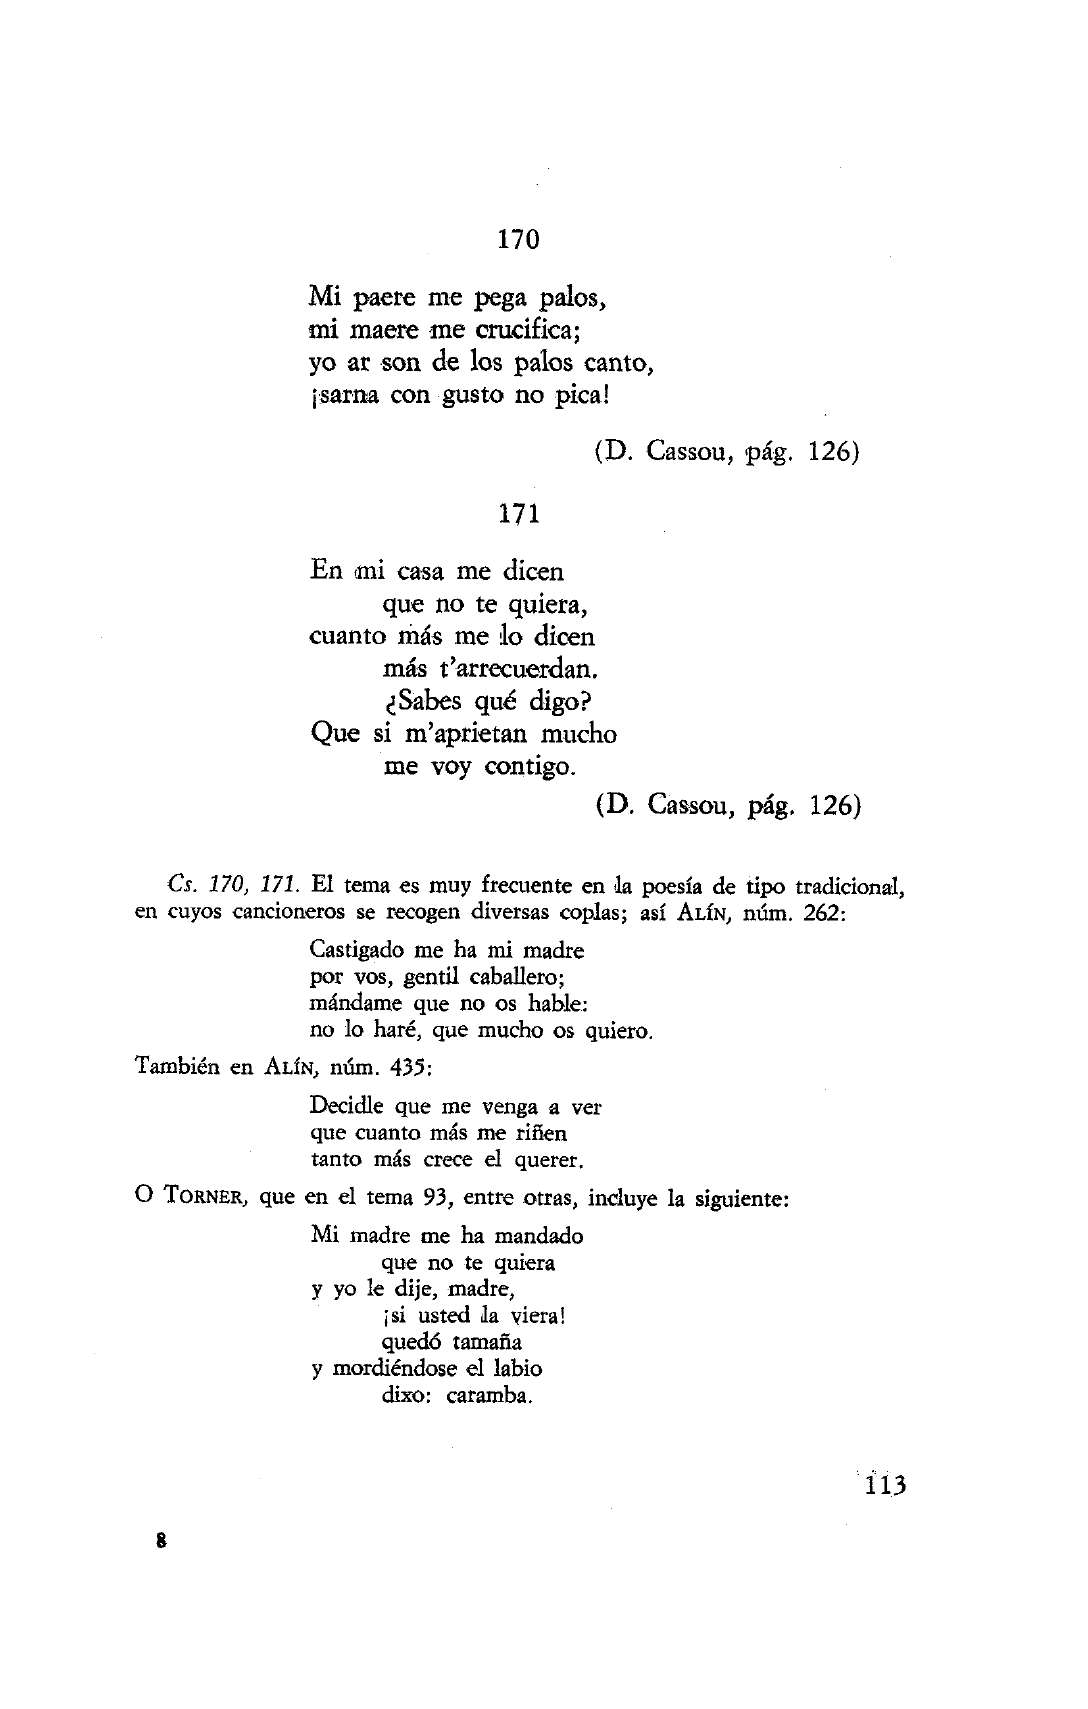 170
Mi paere me pega palos,
mi maere me crucifica;
yo ar son de los palos canto,
¡sarna con gusto no pica!
(D. Cassou, pág. 126)
171
En mi casa me dicen
que no te quiera,
cuanto más me lo dicen
más t'arrecuerdan.
¿Sabes qué digo?
Que si m'aprietan mucho
me voy contigo.
(D. Cassou, pág. 126)
Cs. 170, 171. El tema es muy frecuente en la poesía de tipo tradicional,
en cuyos cancioneros se recogen diversas coplas; así ALÍN, núm. 262:
Castigado me ha mi madre
por vos, gentil caballero;
mándame que no os hable:
no lo haré, que mucho os quiero.
También en ALÍN, núm. 435:
Decidle que me venga a ver
que cuanto más me riñen
tanto más crece el querer.
O TORNER, que en el tema 93, entre otras, incluye la siguiente:
Mi madre me ha mandado
que no te quiera
y yo le dije, madre,
¡si usted la viera!
quedó tamaña
y mordiéndose el labio
dixo: caramba.
113
8